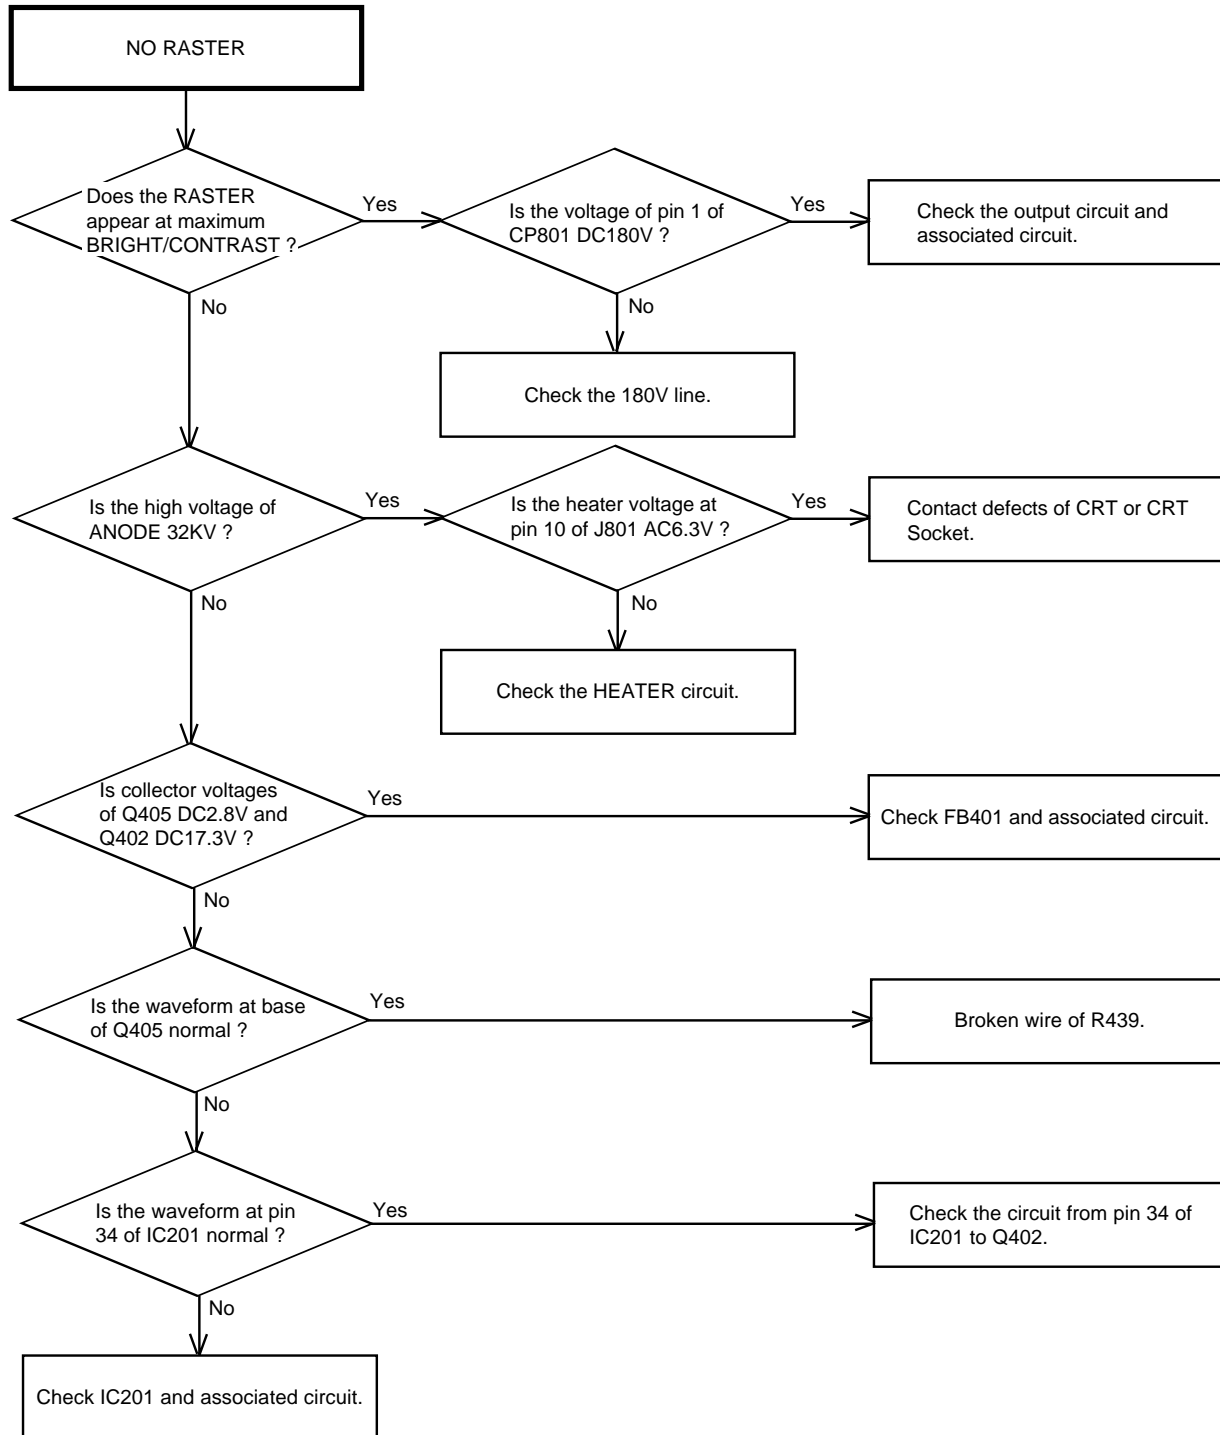 NO RASTER
Does the RASTER
appear at maximum
BRIGHT/CONTRAST ?
Yes
Is the voltage of pin 1 of
CP801 DC180V ?
Yes
Check the output circuit and
associated circuit.
No
No
Check the 180V line.
Is the high voltage of
ANODE 32KV ?
Yes
Is the heater voltage at
pin 10 of J801 AC6.3V ?
Yes
Contact defects of CRT or CRT
Socket.
No
No
Check the HEATER circuit.
Is collector voltages
of Q405 DC2.8V and
Q402 DC17.3V ?
Yes
Check FB401 and associated circuit.
No
Is the waveform at base
of Q405 normal ?
Yes
Broken wire of R439.
No
Is the waveform at pin
34 of IC201 normal ?
Yes
Check the circuit from pin 34 of
IC201 to Q402.
No
Check IC201 and associated circuit.